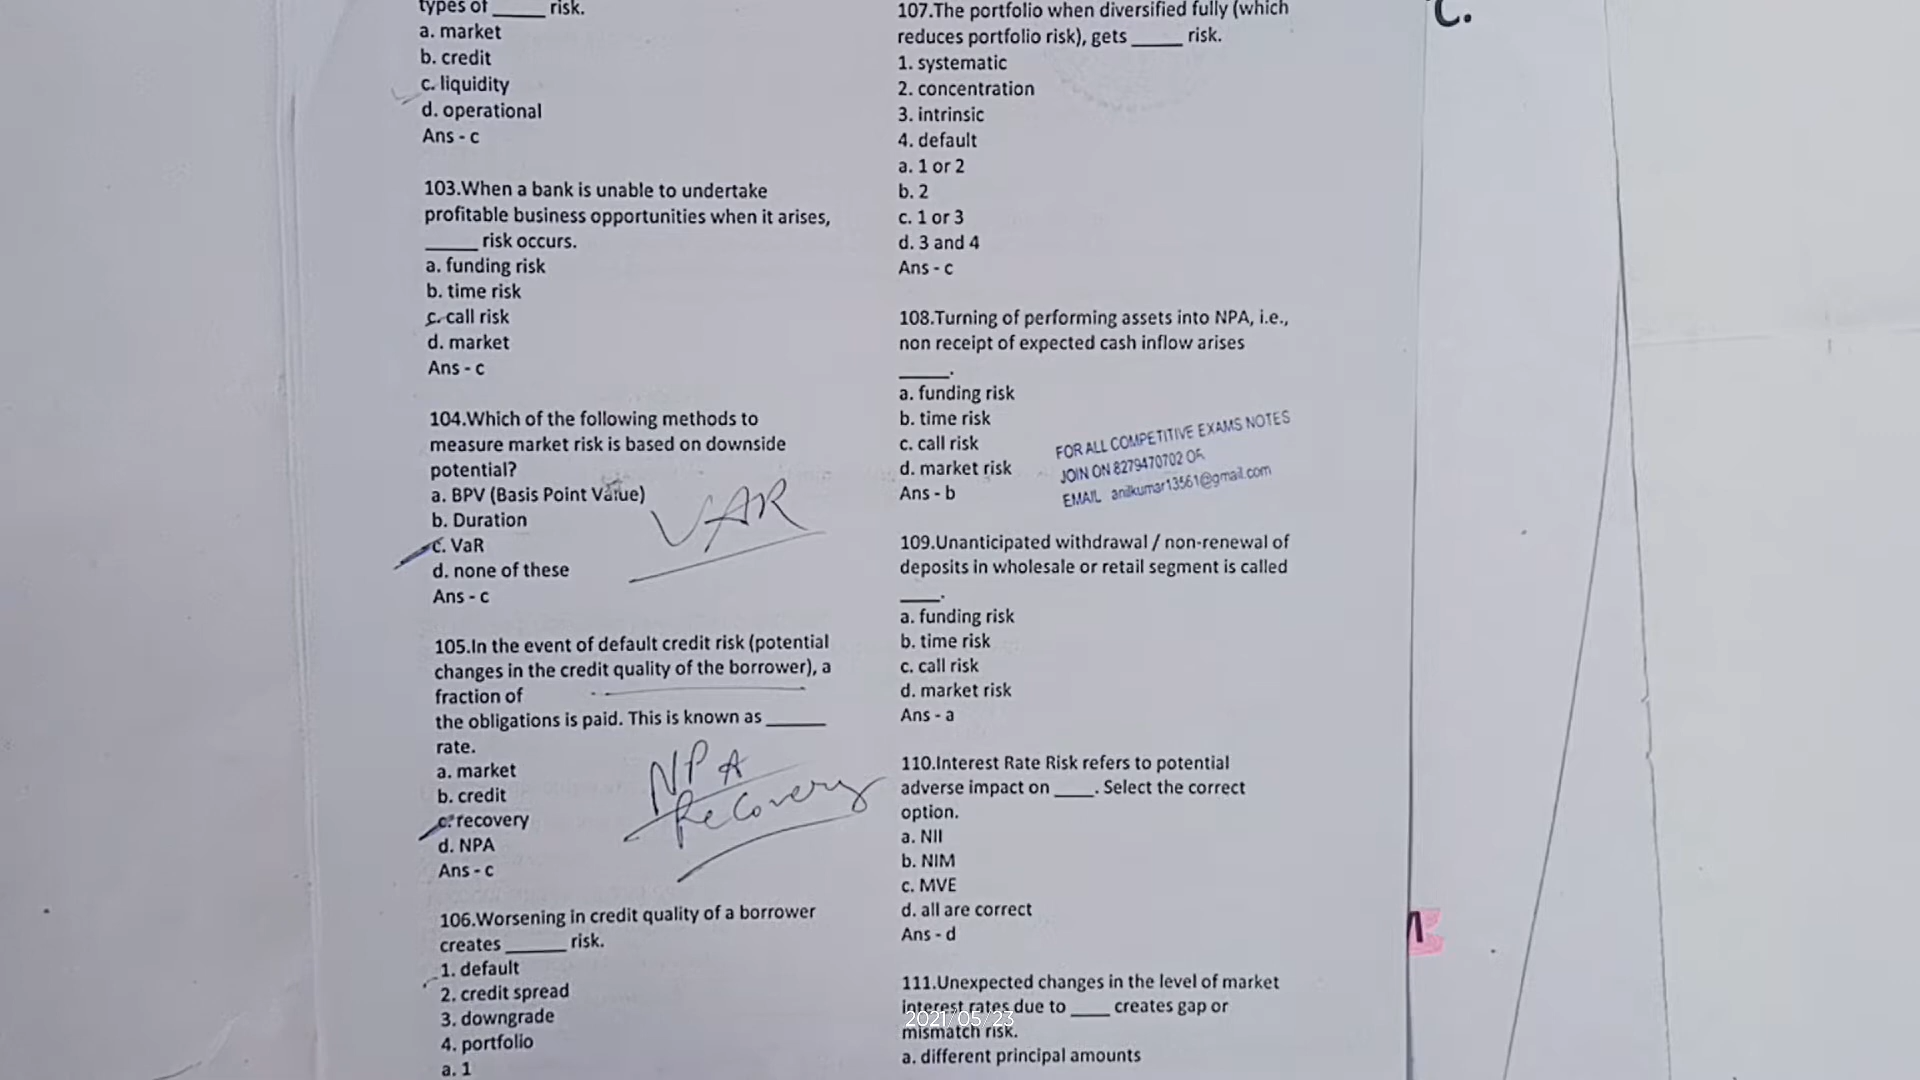 types of _____ risk.
a. market
b. credit
c. liquidity
d. operational
Ans - c
103.When a bank is unable to undertake
profitable business opportunities when it arises,
_____ risk occurs.
a. funding risk
b. time risk
c. call risk
d. market
Ans - c
104.Which of the following methods to
measure market risk is based on downside
potential?
a. BPV (Basis Point Value)
b. Duration
c. VaR
d. none of these
Ans - c
VAR
105.In the event of default credit risk (potential
changes in the credit quality of the borrower), a
fraction of
the obligations is paid. This is known as _____
rate.
a. market
b. credit
c. recovery
d. NPA
Ans - c
NPA
Recovery
106.Worsening in credit quality of a borrower
creates _____ risk.
1. default
2. credit spread
3. downgrade
4. portfolio
a. 1
107.The portfolio when diversified fully (which
reduces portfolio risk), gets _____ risk.
1. systematic
2. concentration
3. intrinsic
4. default
a. 1 or 2
b. 2
c. 1 or 3
d. 3 and 4
Ans - c
108.Turning of performing assets into NPA, i.e.,
non receipt of expected cash inflow arises
_____.
a. funding risk
b. time risk
c. call risk
d. market risk
Ans - b
FOR ALL COMPETITIVE EXAMS NOTES
JOIN ON 8279470702 OR
EMAIL anilkumar13561@gmail.com
109.Unanticipated withdrawal / non-renewal of
deposits in wholesale or retail segment is called
____.
a. funding risk
b. time risk
c. call risk
d. market risk
Ans - a
110.Interest Rate Risk refers to potential
adverse impact on ____. Select the correct
option.
a. NII
b. NIM
c. MVE
d. all are correct
Ans - d
111.Unexpected changes in the level of market
interest rates due to ____ creates gap or
mismatch risk.
a. different principal amounts
2021/05/23
C.